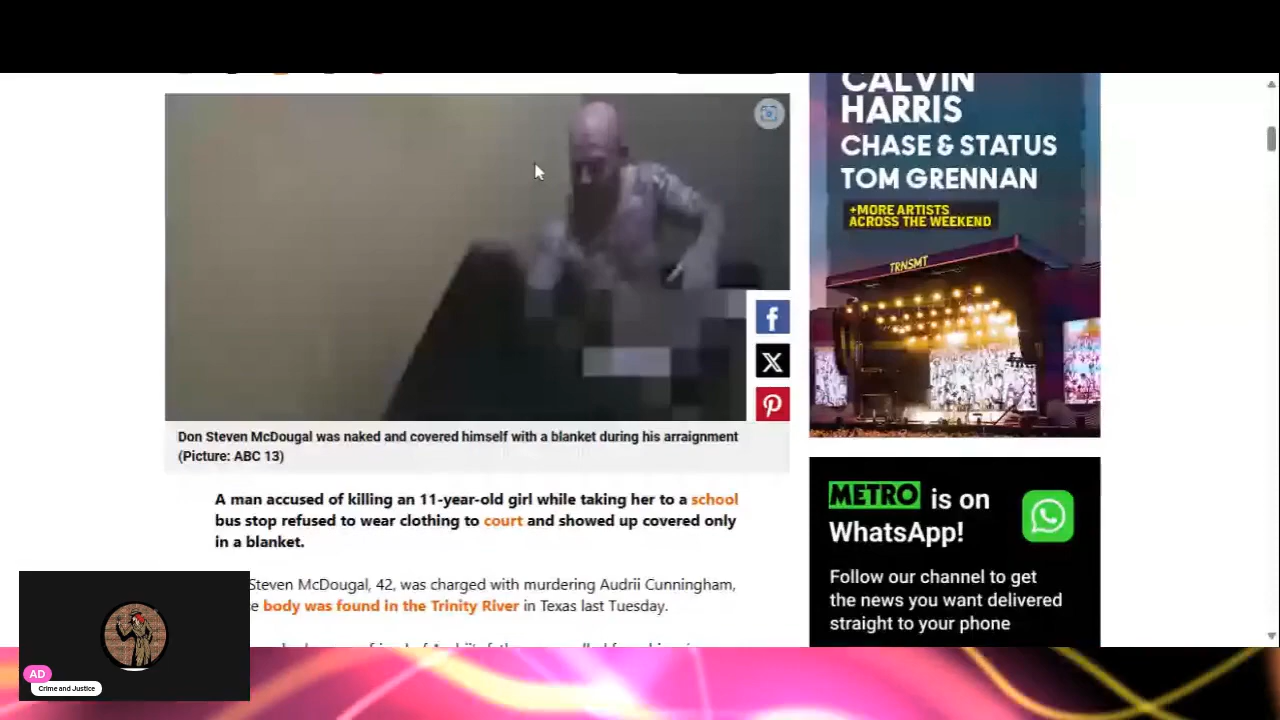 CALVIN
HARRIS
CHASE & STATUS
TOM GRENNAN
+MORE ARTISTS
ACROSS THE WEEKEND
TRNSMT
Don Steven McDougal was naked and covered himself with a blanket during his arraignment
(Picture: ABC 13)
A man accused of killing an 11-year-old girl while taking her to a school
bus stop refused to wear clothing to court and showed up covered only
in a blanket.
Steven McDougal, 42, was charged with murdering Audrii Cunningham,
body was found in the Trinity River in Texas last Tuesday.
METRO is on
WhatsApp!
Follow our channel to get
the news you want delivered
straight to your phone
AD
Crime and Justice